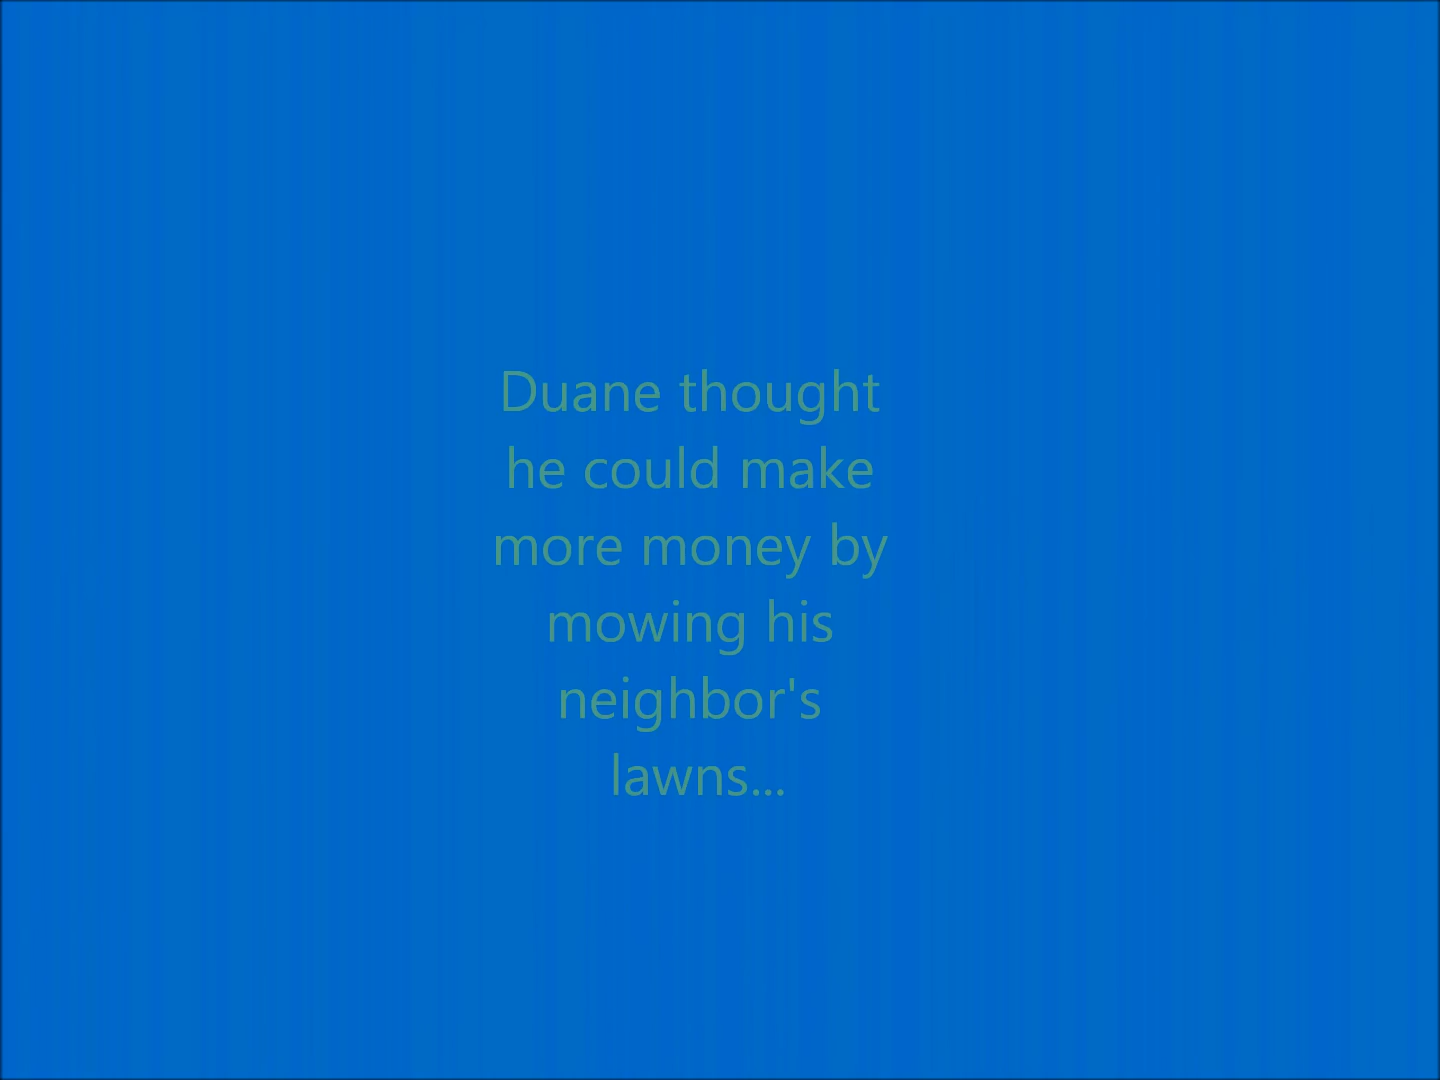 Duane thought
he could make
more money by
mowing his
neighbor's
lawns...